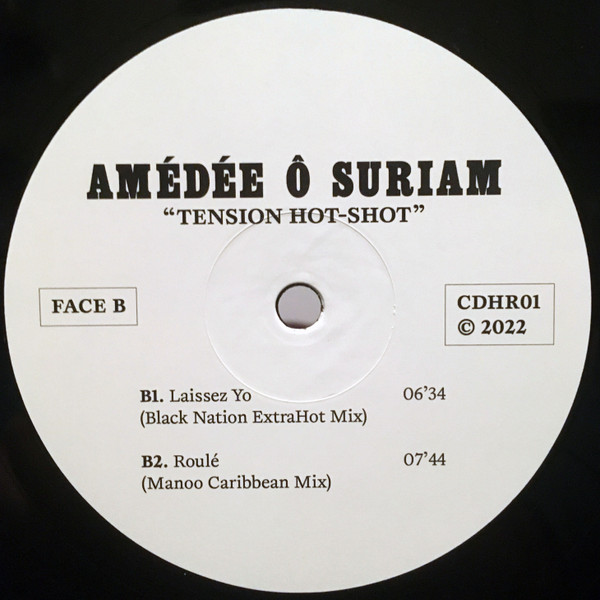 AMÉDÉE Ô SURIAM
“TENSION HOT-SHOT”
FACE B
CDHR01
© 2022
B1. Laissez Yo 06’34
(Black Nation ExtraHot Mix)
B2. Roulé 07’44
(Manoo Caribbean Mix)